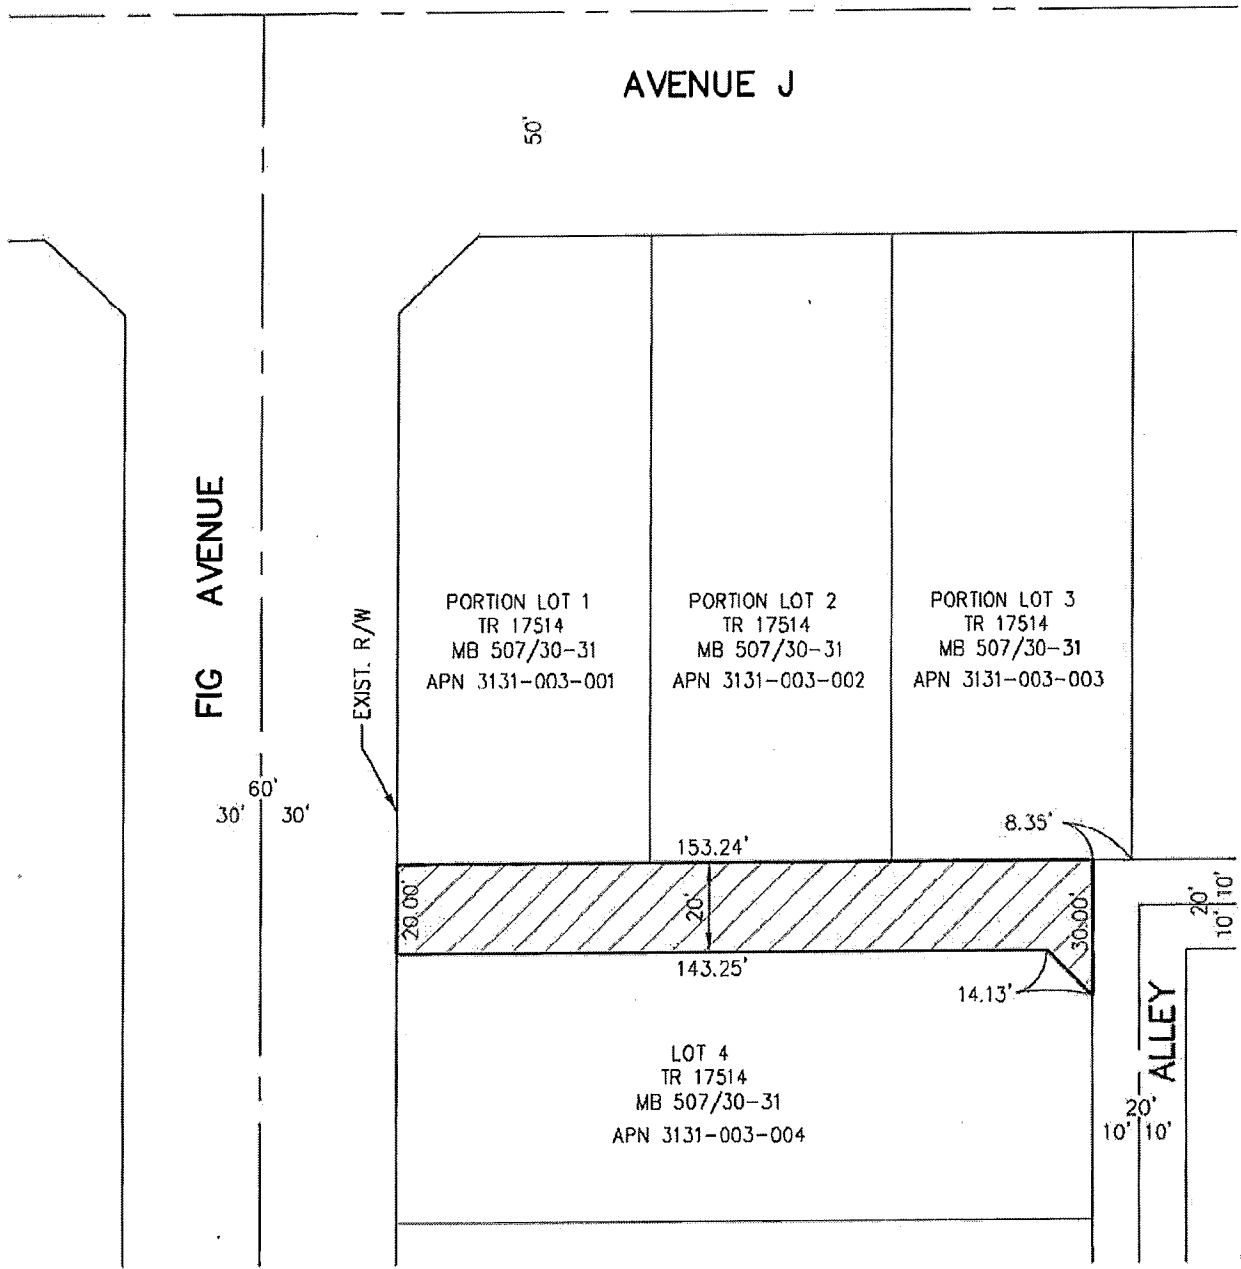 AVENUE J
50'
FIG AVENUE
EXIST. R/W
PORTION LOT 1
TR 17514
MB 507/30-31
APN 3131-003-001
PORTION LOT 2
TR 17514
MB 507/30-31
APN 3131-003-002
PORTION LOT 3
TR 17514
MB 507/30-31
APN 3131-003-003
60'
30' 30'
8.35'
153.24'
20.00'
20'
30.00'
143.25'
14.13'
20'
10' 10'
LOT 4
TR 17514
MB 507/30-31
APN 3131-003-004
ALLEY
20'
10' 10'